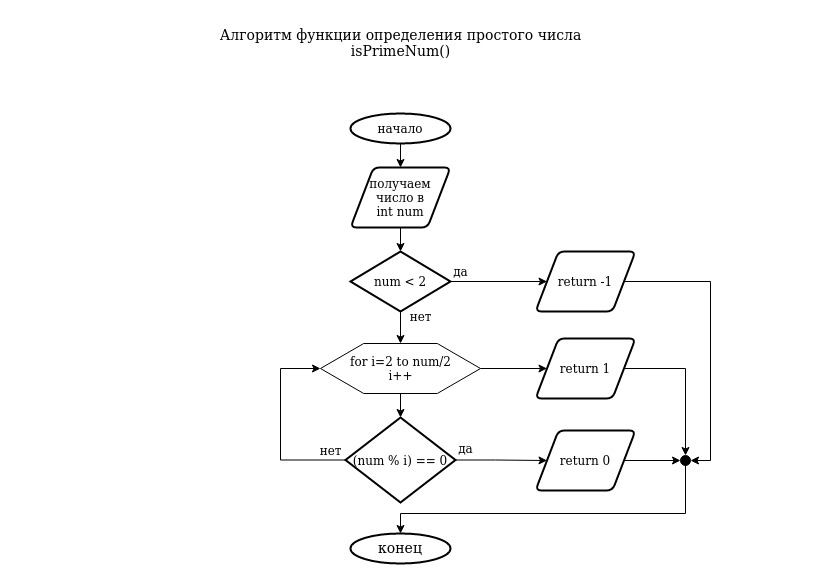 Алгоритм функции определения простого числа
isPrimeNum()
начало
получаем
число в
int num
num < 2
да
return -1
нет
for i=2 to num/2
i++
return 1
нет
(num % i) == 0
да
return 0
конец